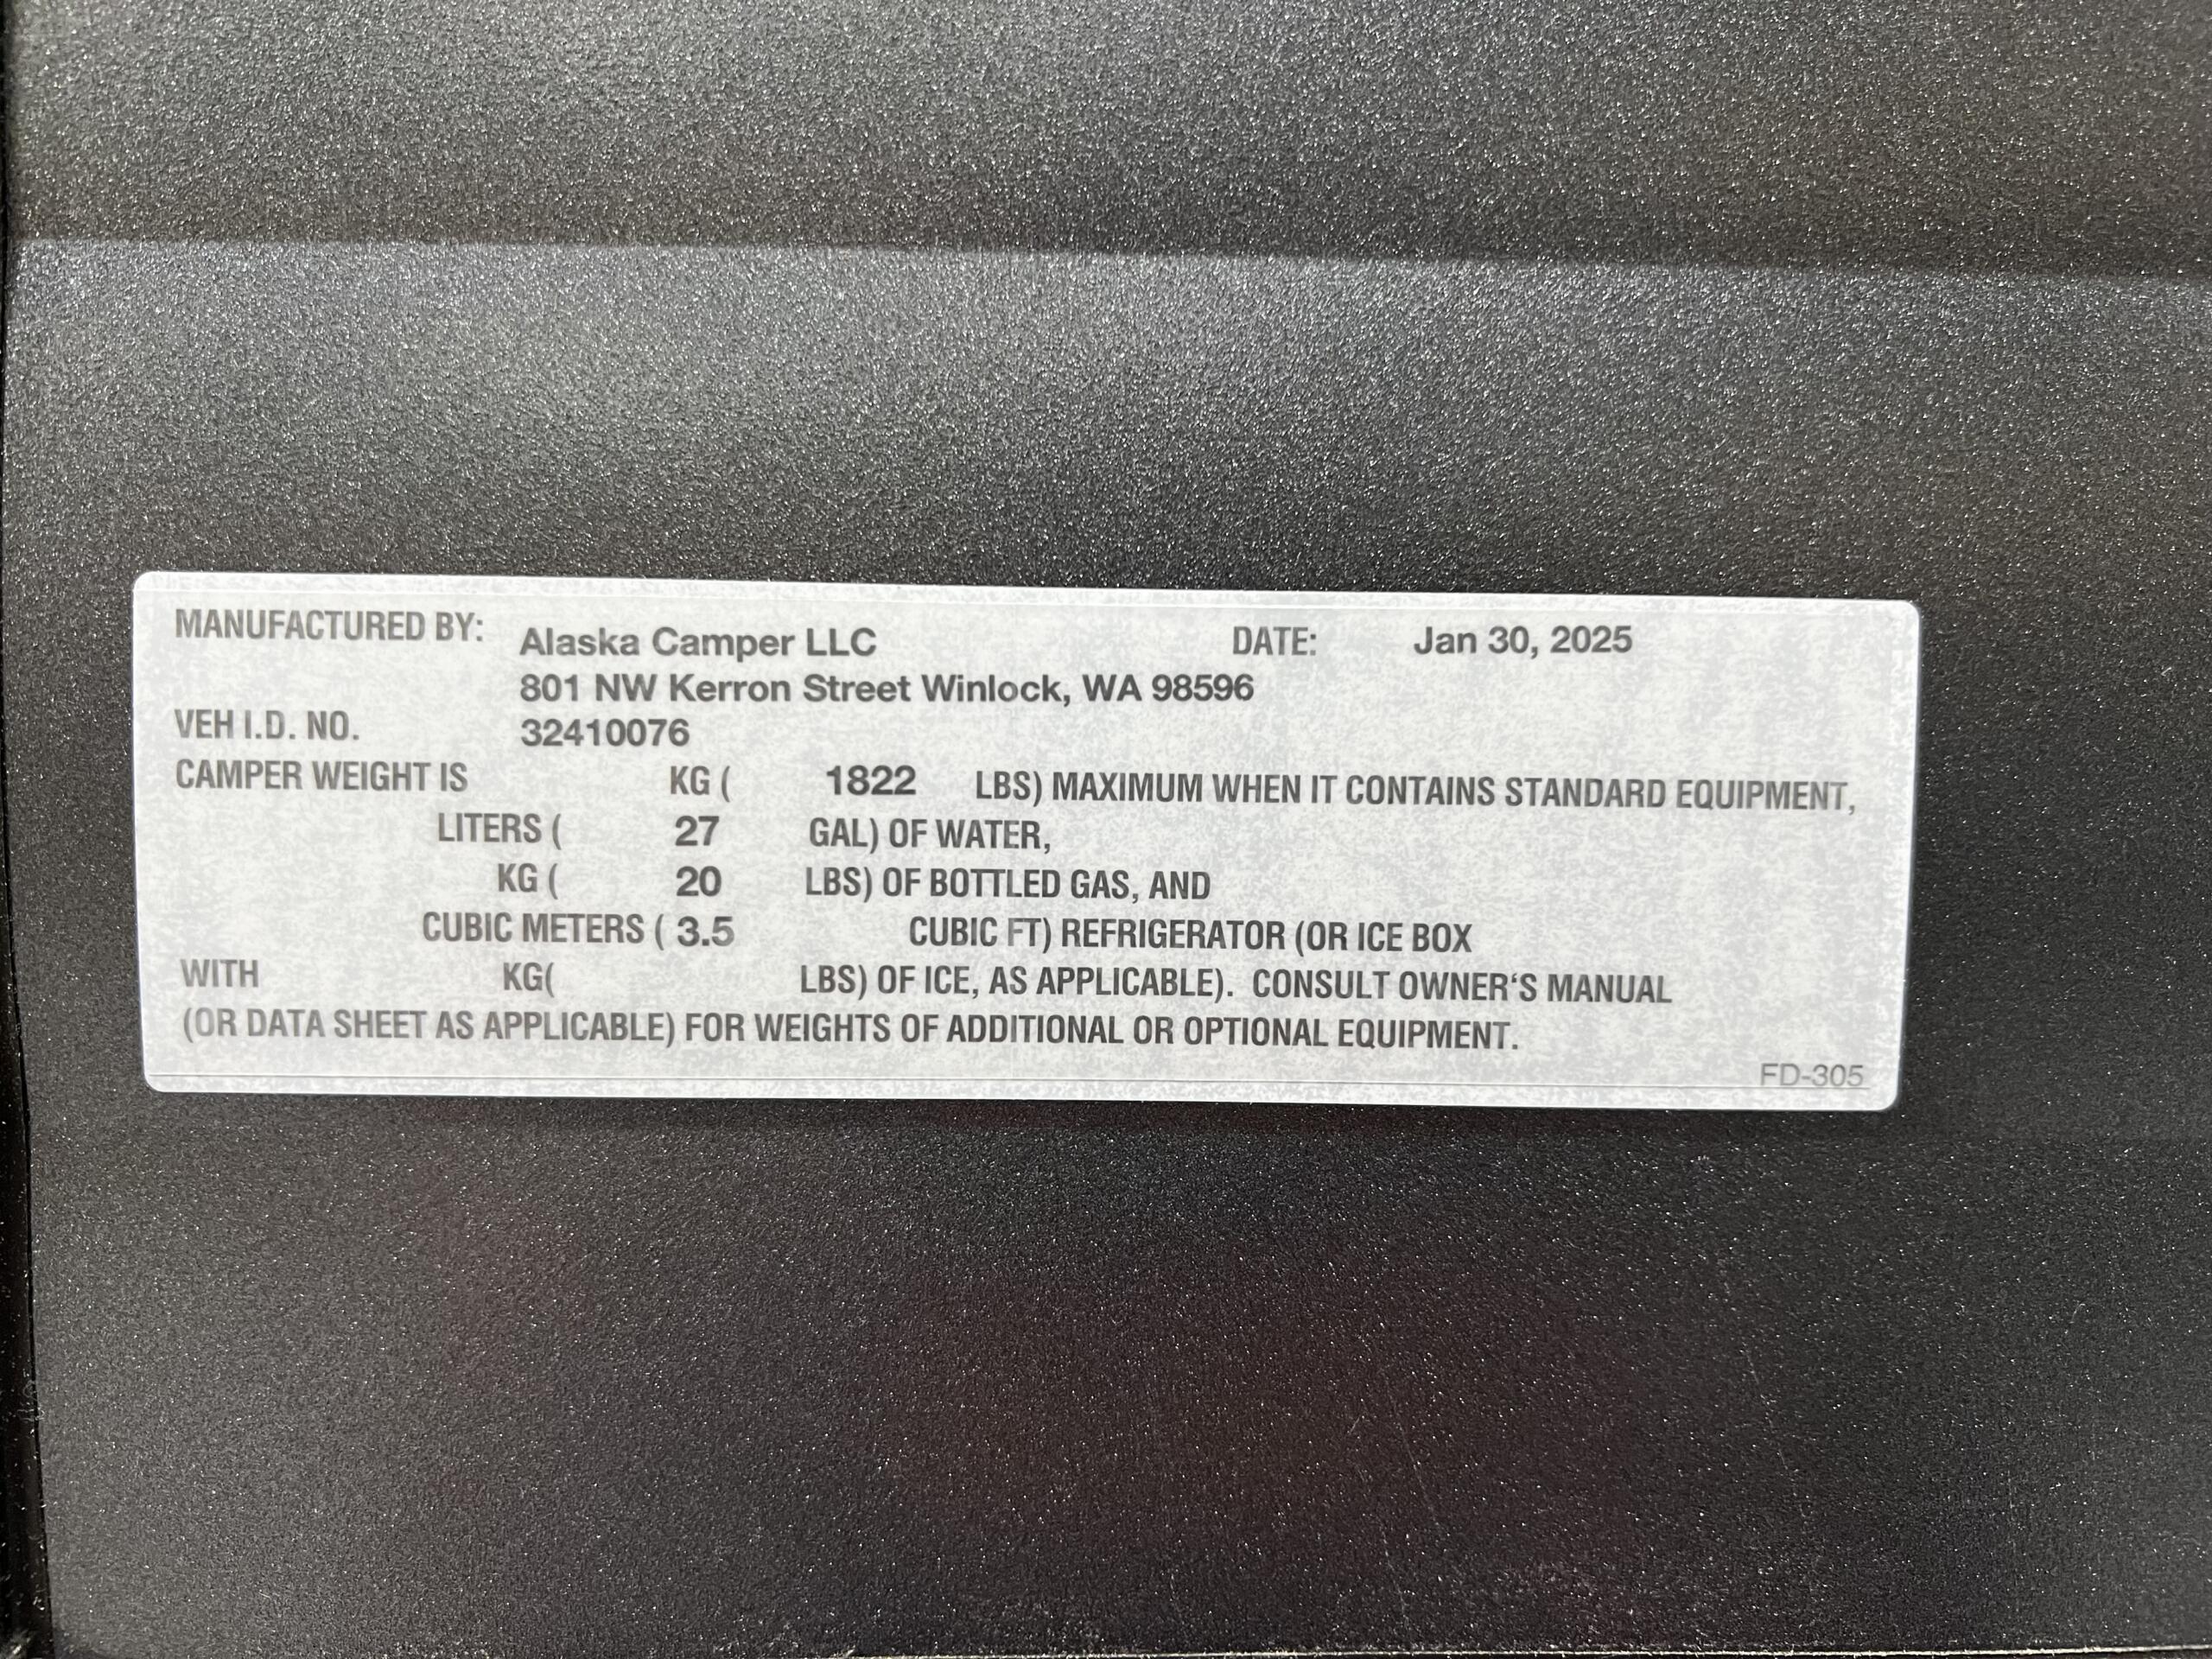 MANUFACTURED BY: Alaska Camper LLC DATE: Jan 30, 2025
801 NW Kerron Street Winlock, WA 98596
VEH I.D. NO. 32410076
CAMPER WEIGHT IS KG ( 1822 LBS) MAXIMUM WHEN IT CONTAINS STANDARD EQUIPMENT,
LITERS ( 27 GAL) OF WATER,
KG ( 20 LBS) OF BOTTLED GAS, AND
CUBIC METERS ( 3.5 CUBIC FT) REFRIGERATOR (OR ICE BOX
WITH KG( LBS) OF ICE, AS APPLICABLE). CONSULT OWNER'S MANUAL
(OR DATA SHEET AS APPLICABLE) FOR WEIGHTS OF ADDITIONAL OR OPTIONAL EQUIPMENT.
FD-305